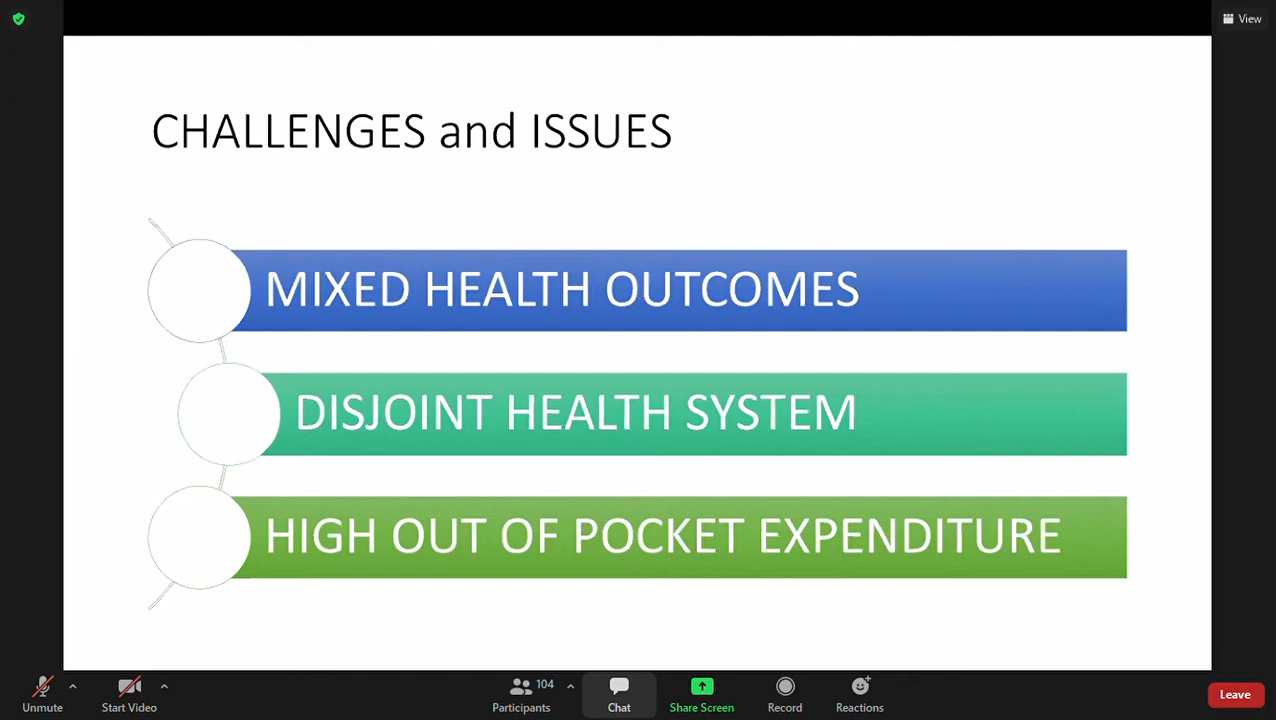 View
CHALLENGES and ISSUES
MIXED HEALTH OUTCOMES
DISJOINT HEALTH SYSTEM
HIGH OUT OF POCKET EXPENDITURE
104
Unmute
Start Video
Participants
Chat
Share Screen
Record
Reactions
Leave